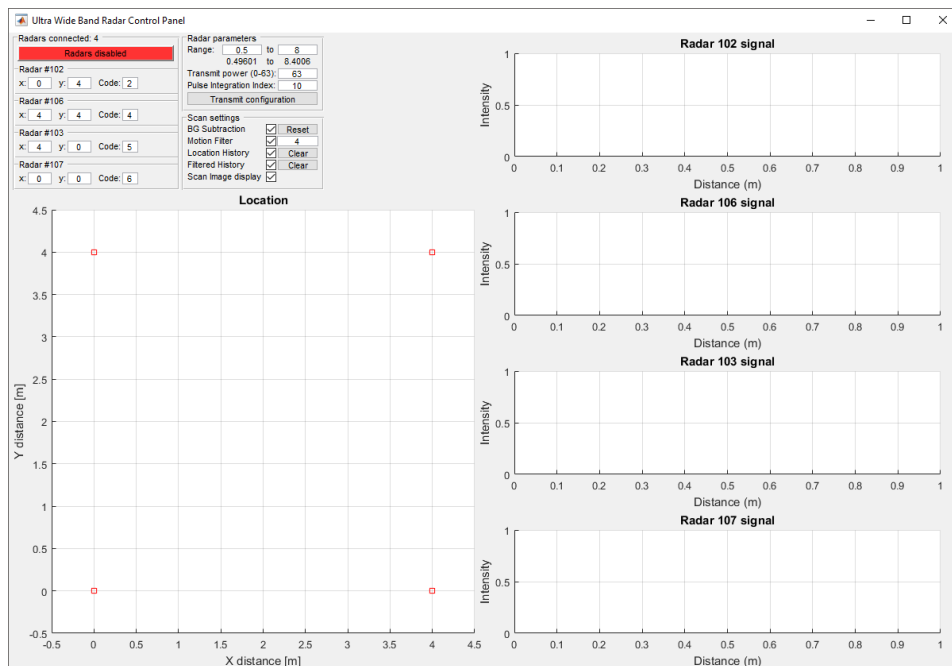 Ultra Wide Band Radar Control Panel
Radars connected: 4
Radars disabled
Radar #102
x: 0 y: 4 Code: 2
Radar #106
x: 4 y: 4 Code: 4
Radar #103
x: 4 y: 0 Code: 5
Radar #107
x: 0 y: 0 Code: 6
Radar parameters
Range: 0.5 to 8
0.49601 to 8.4006
Transmit power (0-63): 63
Pulse Integration Index: 10
Transmit configuration
Scan settings
BG Subtraction Reset
Motion Filter 4
Location History Clear
Filtered History Clear
Scan Image display
Location
4.5
4
3.5
3
2.5
2
1.5
1
0.5
0
-0.5
Y distance [m]
-0.5 0 0.5 1 1.5 2 2.5 3 3.5 4 4.5
X distance [m]
Radar 102 signal
1
0.5
0
Intensity
0 0.1 0.2 0.3 0.4 0.5 0.6 0.7 0.8 0.9 1
Distance (m)
Radar 106 signal
1
0.5
0
Intensity
0 0.1 0.2 0.3 0.4 0.5 0.6 0.7 0.8 0.9 1
Distance (m)
Radar 103 signal
1
0.5
0
Intensity
0 0.1 0.2 0.3 0.4 0.5 0.6 0.7 0.8 0.9 1
Distance (m)
Radar 107 signal
1
0.5
0
Intensity
0 0.1 0.2 0.3 0.4 0.5 0.6 0.7 0.8 0.9 1
Distance (m)